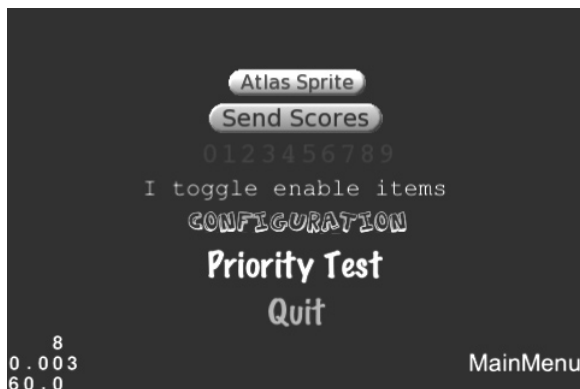 Atlas Sprite
Send Scores
0123456789
I toggle enable items
CONFIGURATION
Priority Test
Quit
8
0.003
60.0
MainMenu